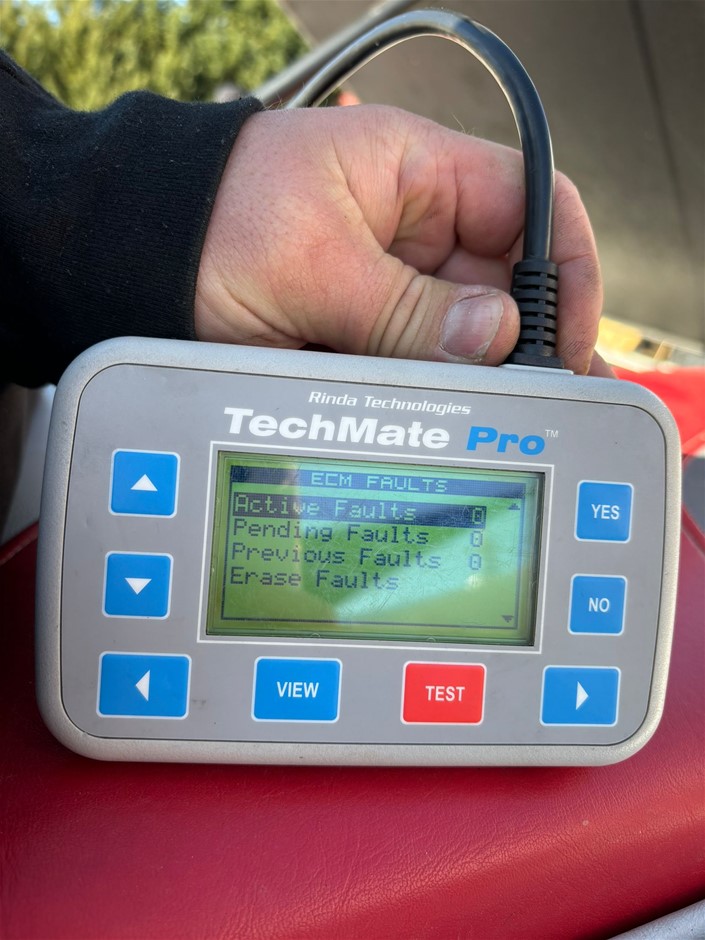 Rinda Technologies
TechMate Pro™
ECM FAULTS
Active Faults 0
Pending Faults 0
Previous Faults 0
Erase Faults
YES
NO
VIEW
TEST